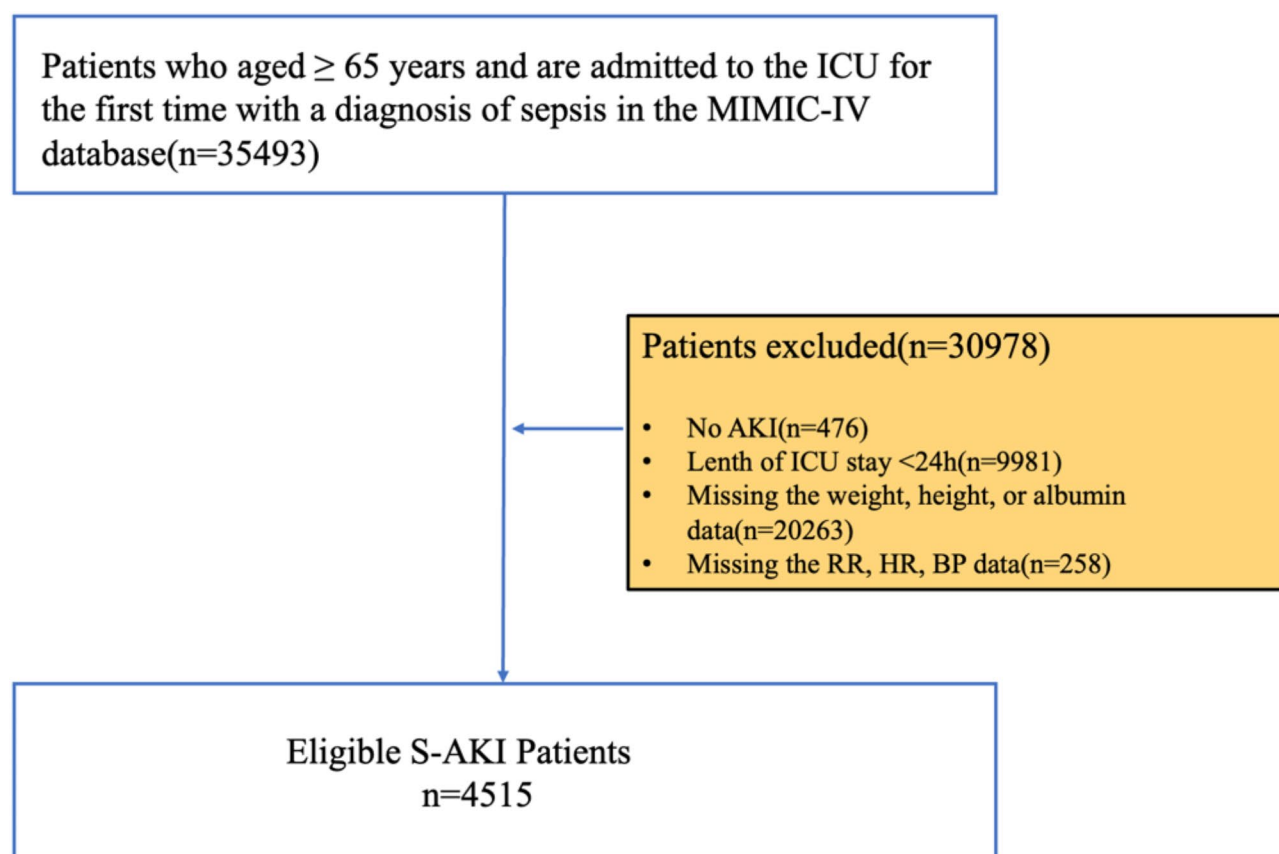 Patients who aged ≥ 65 years and are admitted to the ICU for
the first time with a diagnosis of sepsis in the MIMIC-IV
database(n=35493)
Patients excluded(n=30978)
• No AKI(n=476)
• Lenth of ICU stay <24h(n=9981)
• Missing the weight, height, or albumin
data(n=20263)
• Missing the RR, HR, BP data(n=258)
Eligible S-AKI Patients
n=4515